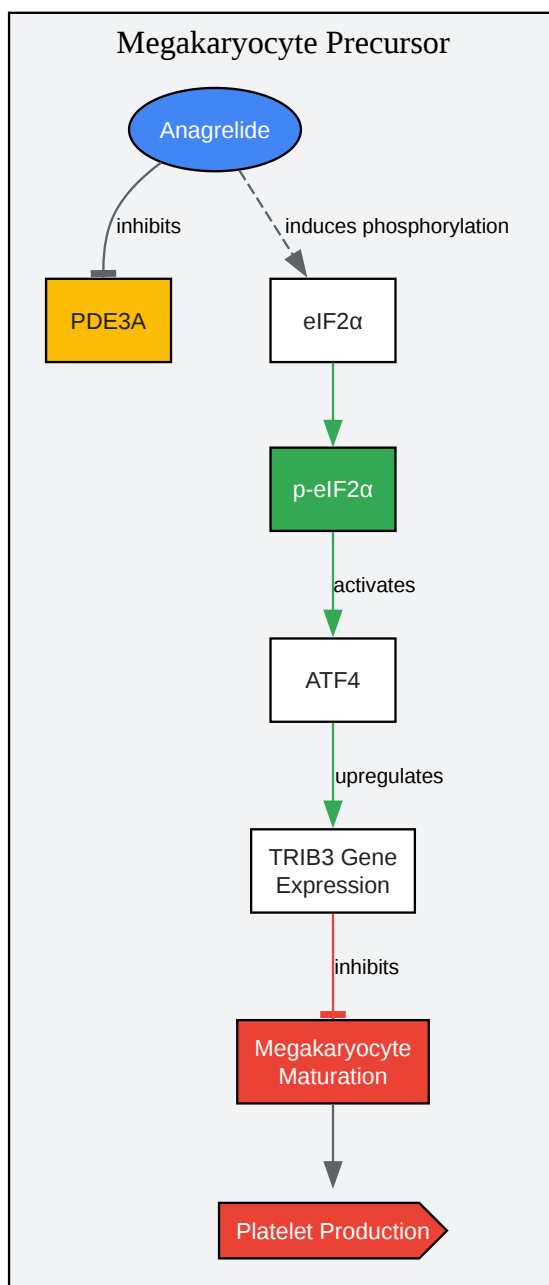 Megakaryocyte Precursor
Anagrelide
inhibits
induces phosphorylation
PDE3A
eIF2α
p-eIF2α
activates
ATF4
upregulates
TRIB3 Gene
Expression
inhibits
Megakaryocyte
Maturation
Platelet Production